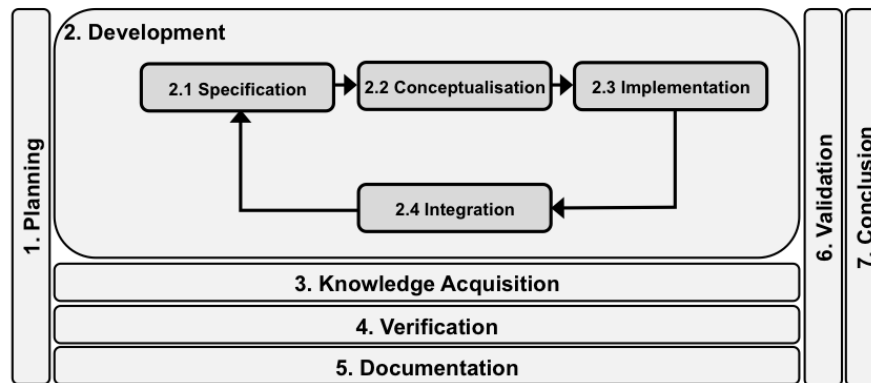 1. Planning
2. Development
2.1 Specification
2.2 Conceptualisation
2.3 Implementation
2.4 Integration
3. Knowledge Acquisition
4. Verification
5. Documentation
6. Validation
7. Conclusion